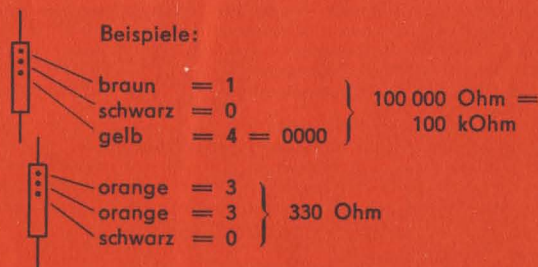 Beispiele:
braun = 1
schwarz = 0
gelb = 4 = 0000
100 000 Ohm =
100 kOhm
orange = 3
orange = 3
schwarz = 0
330 Ohm